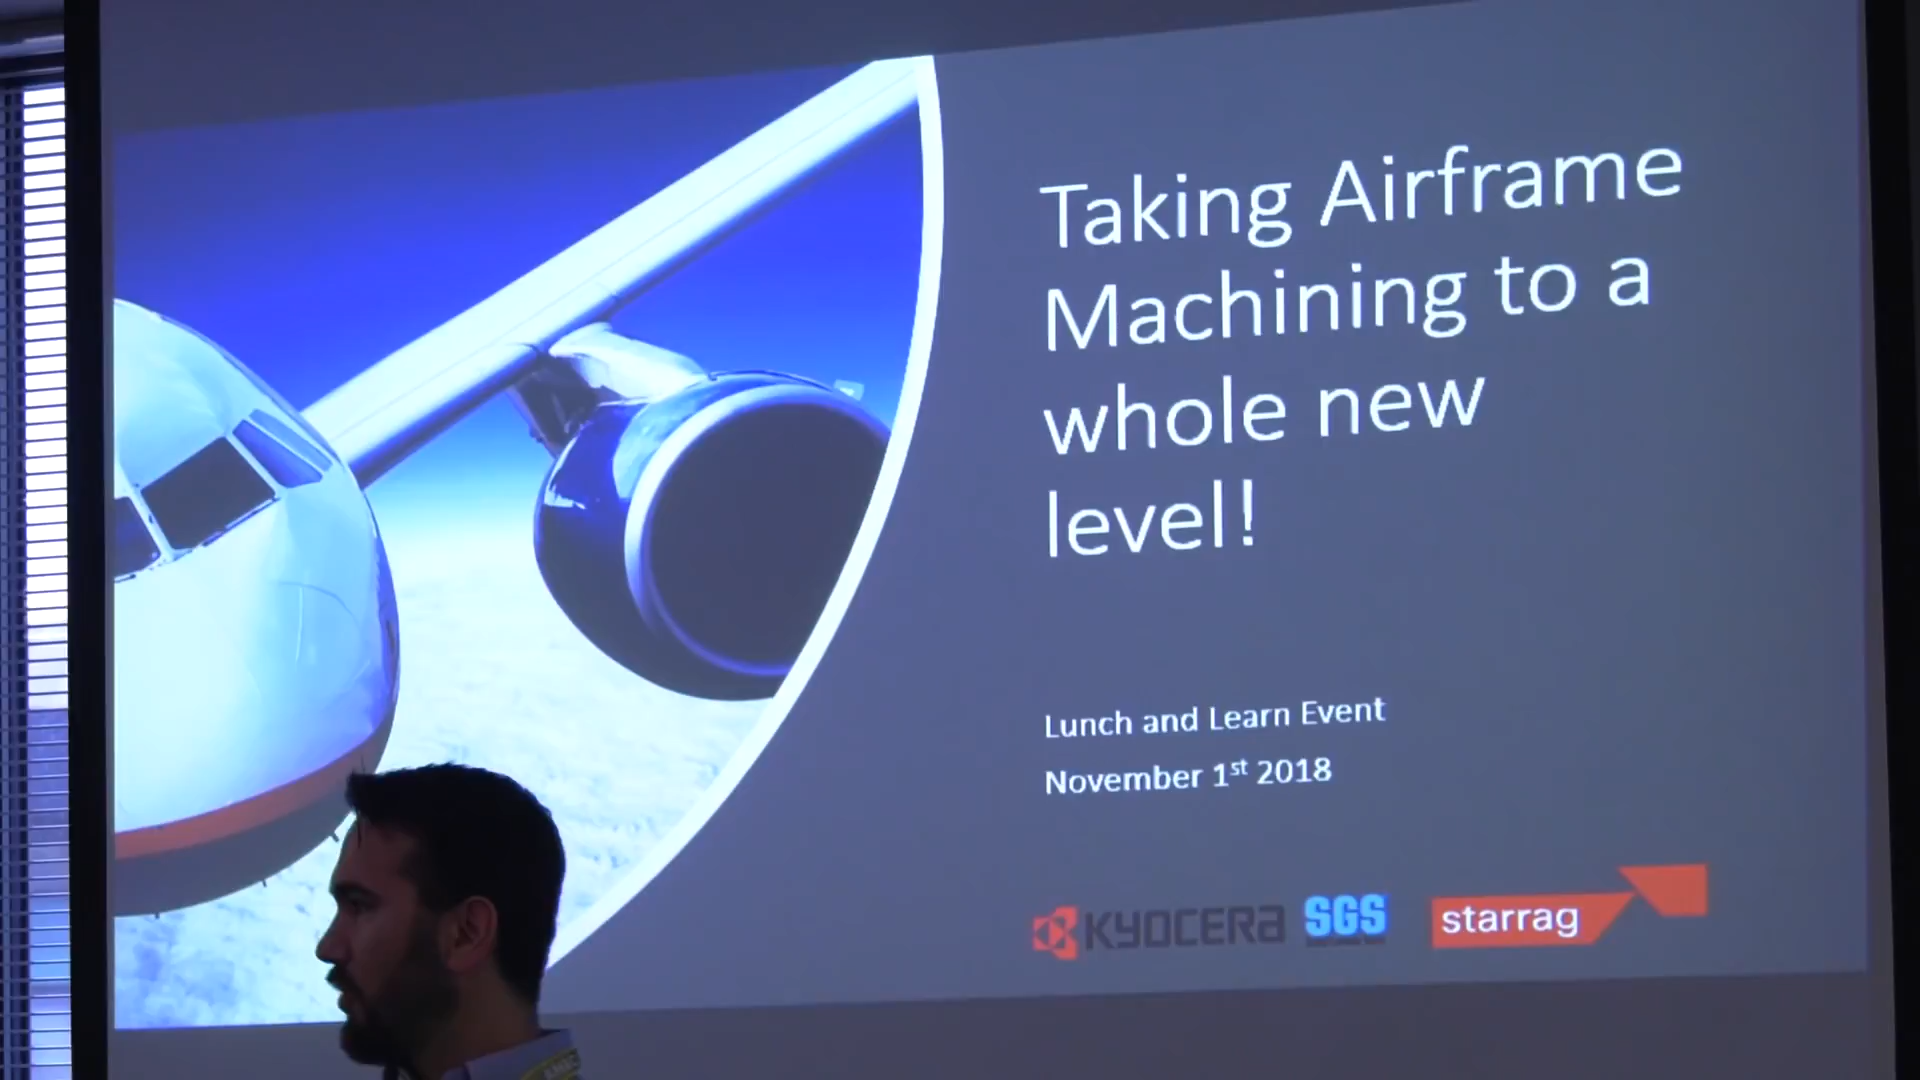 Taking Airframe
Machining to a
whole new
level!
Lunch and Learn Event
November 1st 2018
KYOCERA SGS starrag